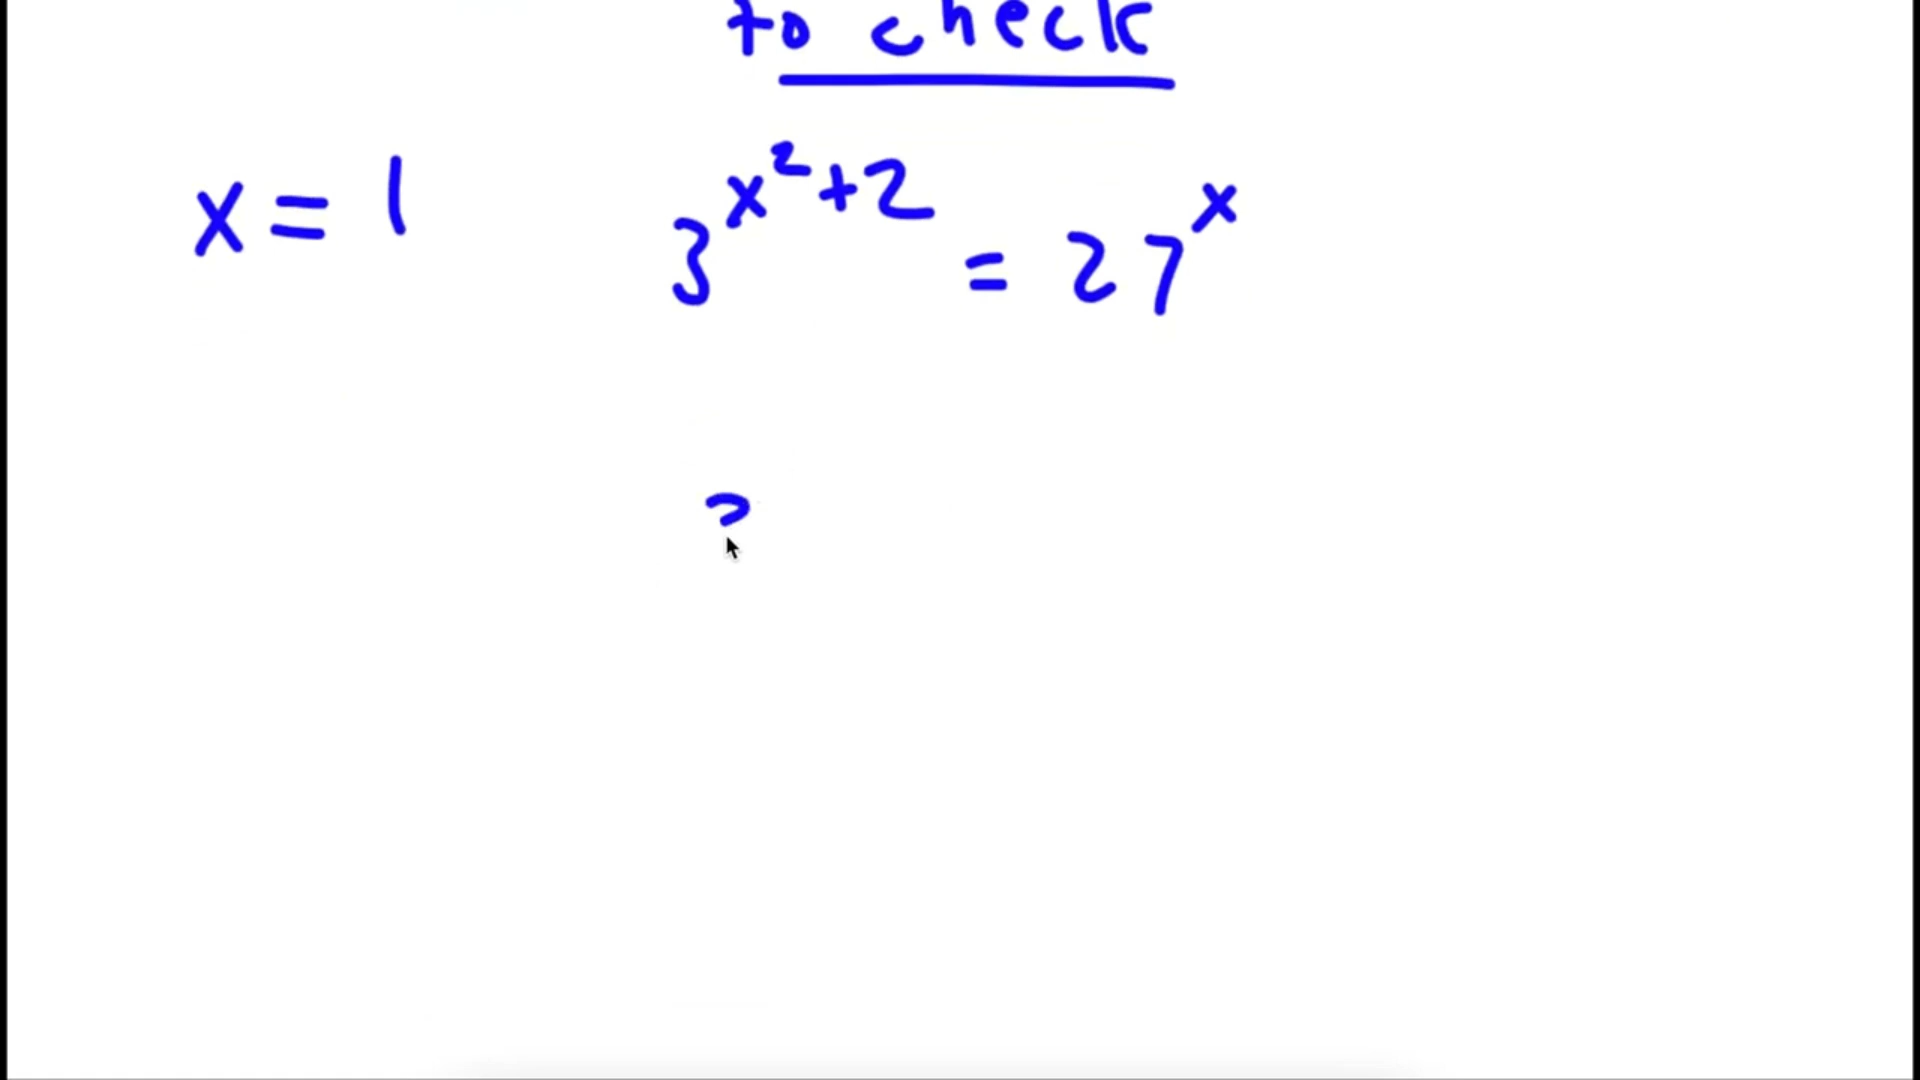 to check
x = 1 3^{x^2+2} = 27^x